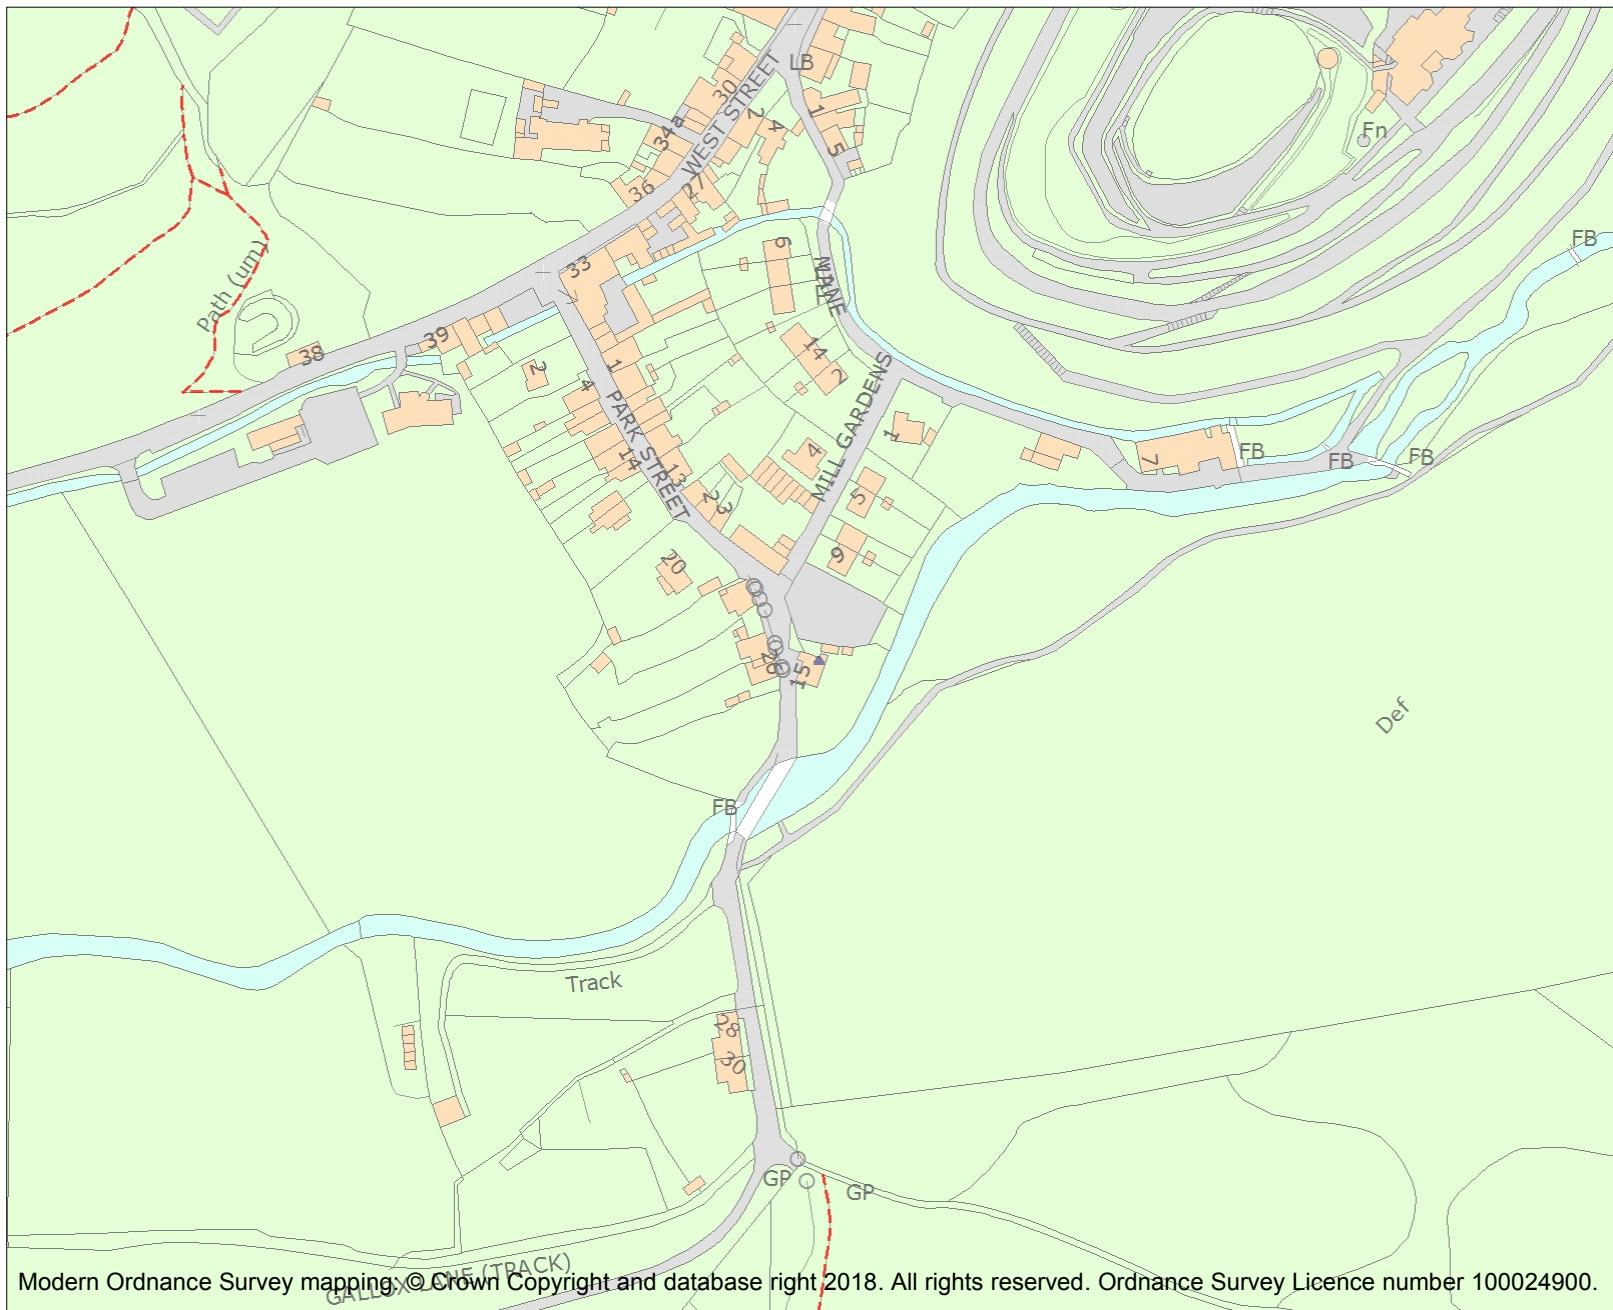 LB
30
WEST STREET
1
2
4
34a
5
Fn
36
27
6
FB
MILL
LANE
33
Path (um)
39
38
14
2
1
2
4
PARK STREET
MILL GARDENS
1
4
14
13
7
FB
FB
FB
2
3
5
9
20
26
15
Def
FB
Track
28
30
GP
GP
GALLOX LANE (TRACK)
Modern Ordnance Survey mapping: © Crown Copyright and database right 2018. All rights reserved. Ordnance Survey Licence number 100024900.